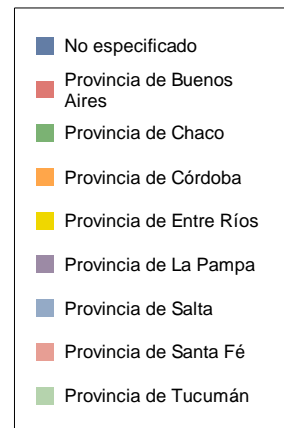 No especificado
Provincia de Buenos
Aires
Provincia de Chaco
Provincia de Córdoba
Provincia de Entre Ríos
Provincia de La Pampa
Provincia de Salta
Provincia de Santa Fé
Provincia de Tucumán